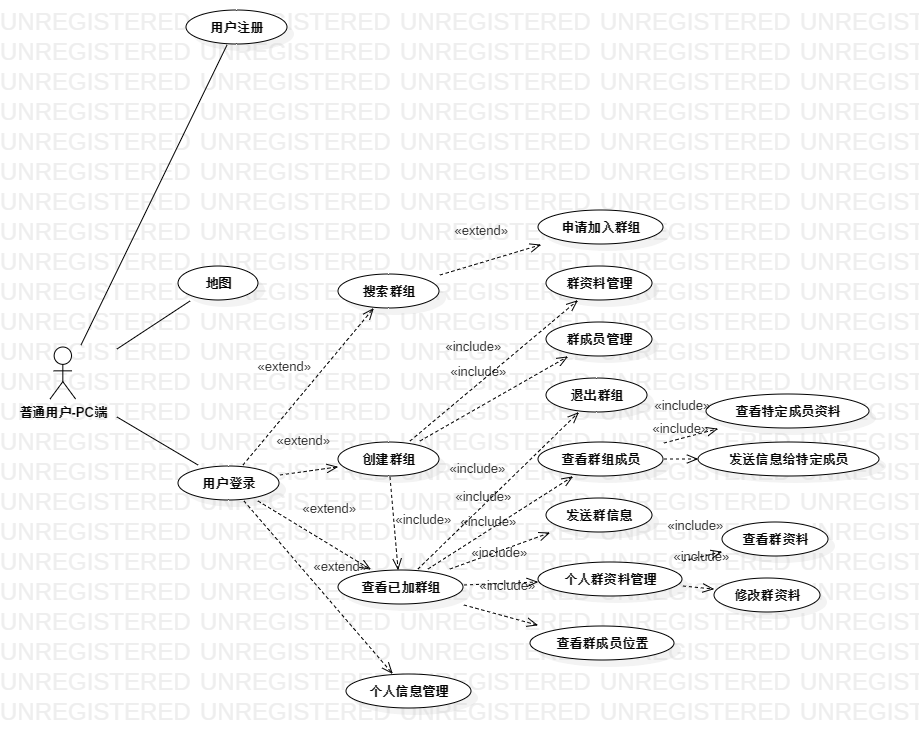 UNREGISTERED UNREGISTERED UNREGISTERED UNREGISTERED UNREGIST
用户注册
申请加入群组
«extend»
地图
搜索群组
群资料管理
«include»
群成员管理
«extend»
«include»
普通用户-PC端
退出群组
«include»
查看特定成员资料
«include»
«extend»
用户登录
创建群组
查看群组成员
发送信息给特定成员
«include»
«include»
«extend»
«include»
«include»
发送群信息
«include»
查看群资料
«include»
«include»
«extend»
查看已加群组
«include»
个人群资料管理
修改群资料
查看群成员位置
个人信息管理